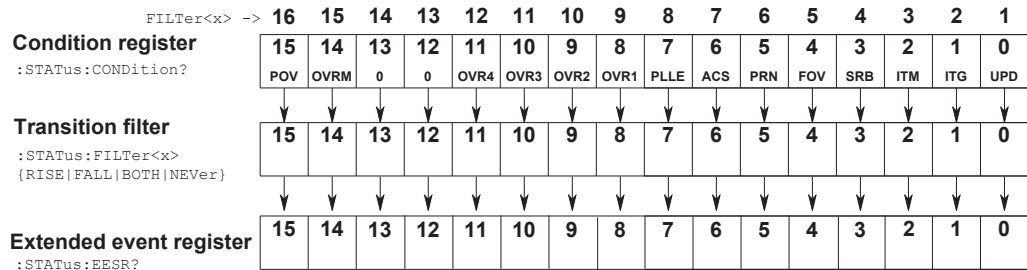 FILTer<x> -> 16 15 14 13 12 11 10 9 8 7 6 5 4 3 2 1
Condition register 15 14 13 12 11 10 9 8 7 6 5 4 3 2 1 0
:STATus:CONDition? POV OVRM 0 0 OVR4 OVR3 OVR2 OVR1 PLLE ACS PRN FOV SRB ITM ITG UPD
Transition filter 15 14 13 12 11 10 9 8 7 6 5 4 3 2 1 0
:STATus:FILTer<x>
{RISE|FALL|BOTH|NEVer}
Extended event register 15 14 13 12 11 10 9 8 7 6 5 4 3 2 1 0
:STATus:EESR?